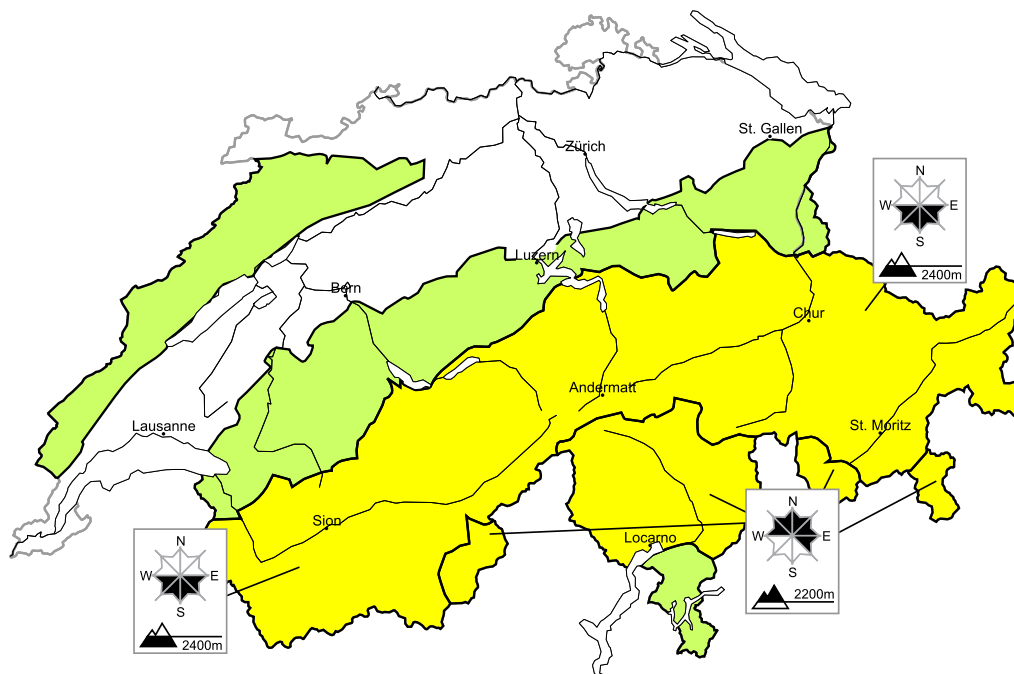 St. Gallen
Zürich
N
W E
S
2400m
Luzern
Bern
Chur
Andermatt
Lausanne
St. Moritz
Sion
N
W E
S
2200m
Locarno
N
W E
S
2400m